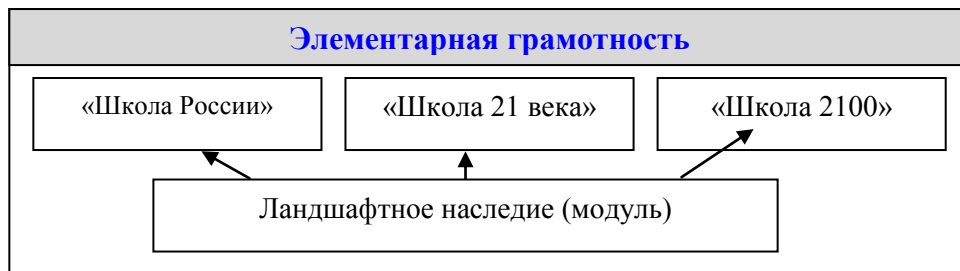 Элементарная грамотность
«Школа России»
«Школа 21 века»
«Школа 2100»
Ландшафтное наследие (модуль)